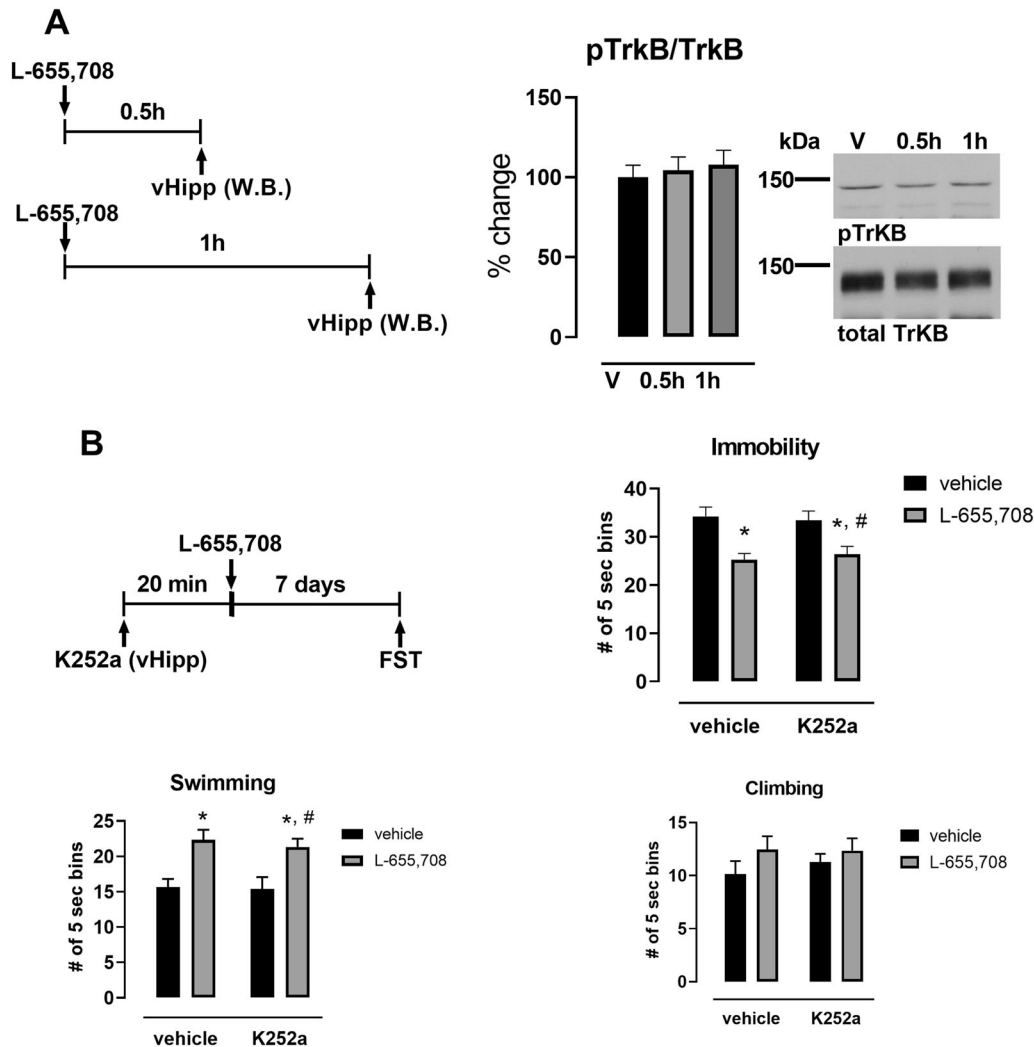 A
L-655,708
0.5h
vHipp (W.B.)
L-655,708
1h
vHipp (W.B.)
pTrkB/TrkB
% change
150
100
50
0
V 0.5h 1h
kDa V 0.5h 1h
150
pTrKB
150
total TrKB
B
L-655,708
20 min 7 days
K252a (vHipp) FST
Immobility
# of 5 sec bins
40
30
20
10
0
*
*, #
vehicle K252a
vehicle
L-655,708
Swimming
# of 5 sec bins
25
20
15
10
5
0
*
*, #
vehicle K252a
vehicle
L-655,708
Climbing
# of 5 sec bins
15
10
5
0
vehicle K252a
vehicle
L-655,708